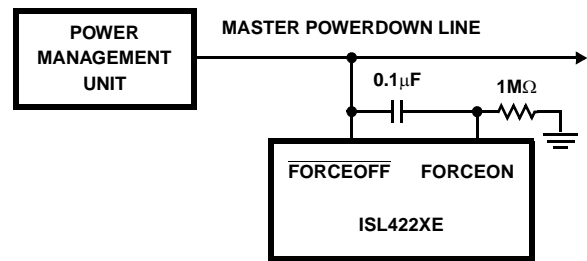 POWER
MANAGEMENT
UNIT
MASTER POWERDOWN LINE
0.1μF
1MΩ
FORCEOFF FORCEON
ISL422XE